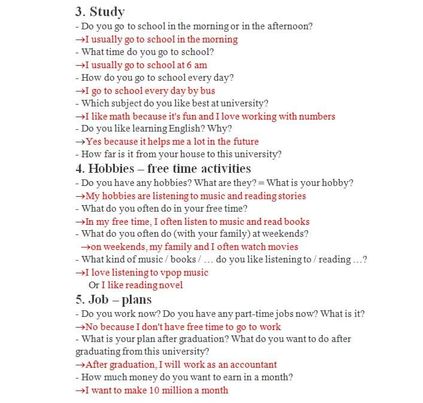 3. Study
- Do you go to school in the morning or in the afternoon?
→I usually go to school in the morning
- What time do you go to school?
→I usually go to school at 6 am
- How do you go to school every day?
→I go to school every day by bus
- Which subject do you like best at university?
→I like math because it's fun and I love working with numbers
- Do you like learning English? Why?
→Yes because it helps me a lot in the future
- How far is it from your house to this university?
4. Hobbies – free time activities
- Do you have any hobbies? What are they? = What is your hobby?
→My hobbies are listening to music and reading stories
- What do you often do in your free time?
→In my free time, I often listen to music and read books
- What do you often do (with your family) at weekends?
→on weekends, my family and I often watch movies
- What kind of music / books / … do you like listening to / reading …?
→I love listening to vpop music
Or I like reading novel
5. Job – plans
- Do you work now? Do you have any part-time jobs now? What is it?
→No because I don't have free time to go to work
- What is your plan after graduation? What do you want to do after
graduating from this university?
→After graduation, I will work as an accountant
- How much money do you want to earn in a month?
→I want to make 10 million a month